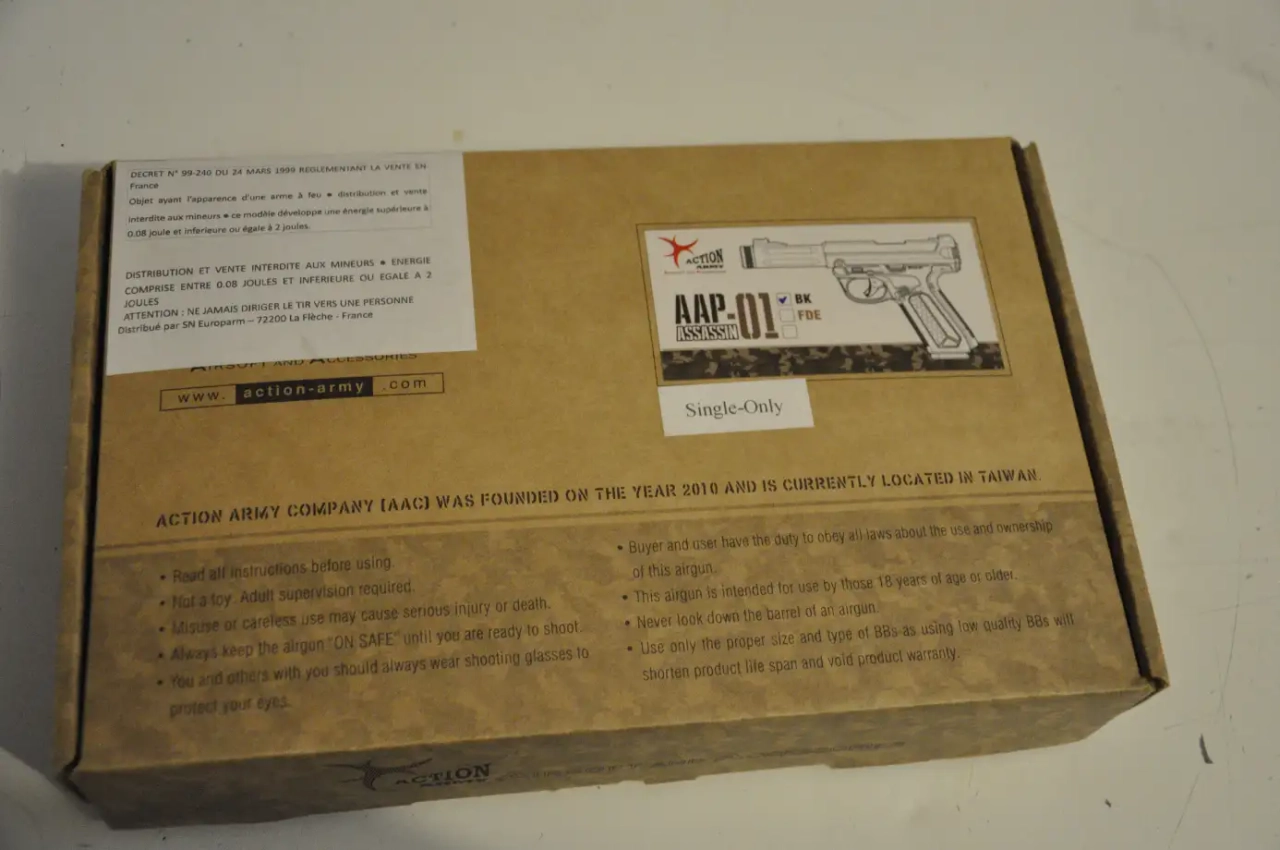 DECRET N° 99-240 DU 24 MARS 1999 REGLEMENTANT LA VENTE EN
France
Objet ayant l'apparence d'une arme à feu • distribution et vente
interdite aux mineurs • ce modèle développe une énergie supérieure à
0.08 joule et inferieure ou égale à 2 joules.
DISTRIBUTION ET VENTE INTERDITE AUX MINEURS • ENERGIE
COMPRISE ENTRE 0.08 JOULES ET INFERIEURE OU EGALE A 2
JOULES
ATTENTION : NE JAMAIS DIRIGER LE TIR VERS UNE PERSONNE
Distribué par SN Europarm – 72200 La Flèche - France
AIRSOFT AND ACCESSORIES
www. action-army .com
ACTION
ARMY
AAP-01
ASSASSIN
BK
FDE
Single-Only
ACTION ARMY COMPANY (AAC) WAS FOUNDED ON THE YEAR 2010 AND IS CURRENTLY LOCATED IN TAIWAN.
• Read all instructions before using.
• Not a toy. Adult supervision required.
• Misuse or careless use may cause serious injury or death.
• Always keep the airgun "ON SAFE" until you are ready to shoot.
• You and others with you should always wear shooting glasses to
protect your eyes.
• Buyer and user have the duty to obey all laws about the use and ownership
of this airgun.
• This airgun is intended for use by those 18 years of age or older.
• Never look down the barrel of an airgun.
• Use only the proper size and type of BBs as using low quality BBs will
shorten product life span and void product warranty.
ACTION
ARMY